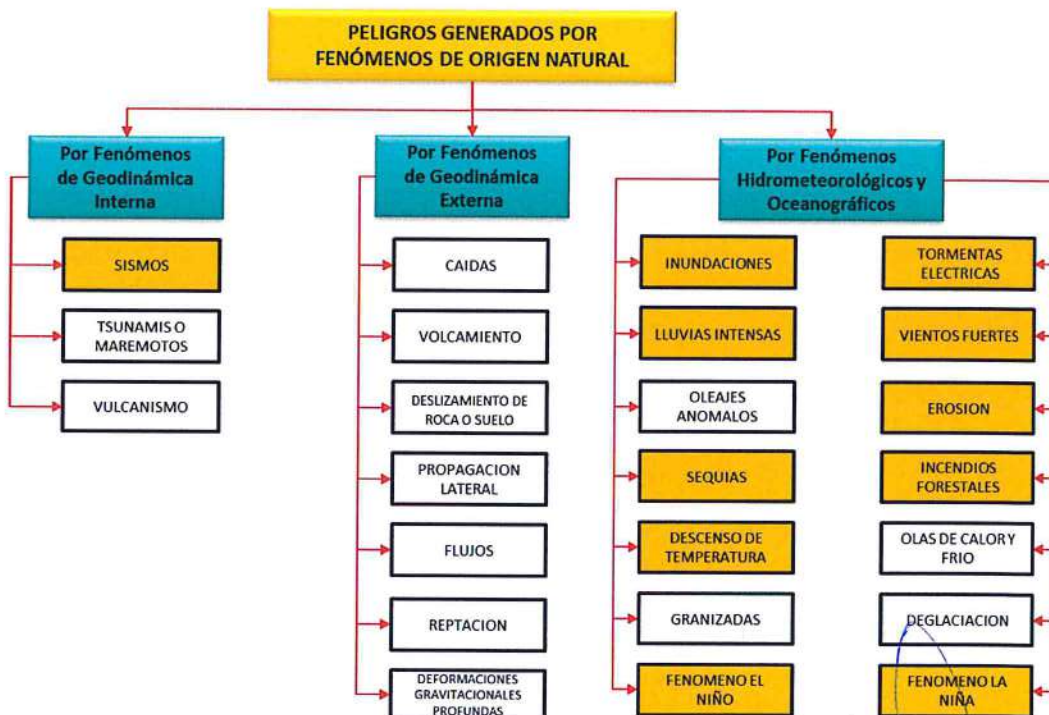 PELIGROS GENERADOS POR
FENÓMENOS DE ORIGEN NATURAL
Por Fenómenos
de Geodinámica
Interna
SISMOS
TSUNAMIS O
MAREMOTOS
VULCANISMO
Por Fenómenos
de Geodinámica
Externa
CAIDAS
VOLCAMIENTO
DESLIZAMIENTO DE
ROCA O SUELO
PROPAGACION
LATERAL
FLUJOS
REPTACION
DEFORMACIONES
GRAVITACIONALES
PROFUNDAS
Por Fenómenos
Hidrometeorológicos y
Oceanográficos
INUNDACIONES
LLUVIAS INTENSAS
OLEAJES
ANOMALOS
SEQUIAS
DESCENSO DE
TEMPERATURA
GRANIZADAS
FENOMENO EL
NIÑO
TORMENTAS
ELECTRICAS
VIENTOS FUERTES
EROSION
INCENDIOS
FORESTALES
OLAS DE CALOR Y
FRIO
DEGLACIACION
FENOMENO LA
NIÑA